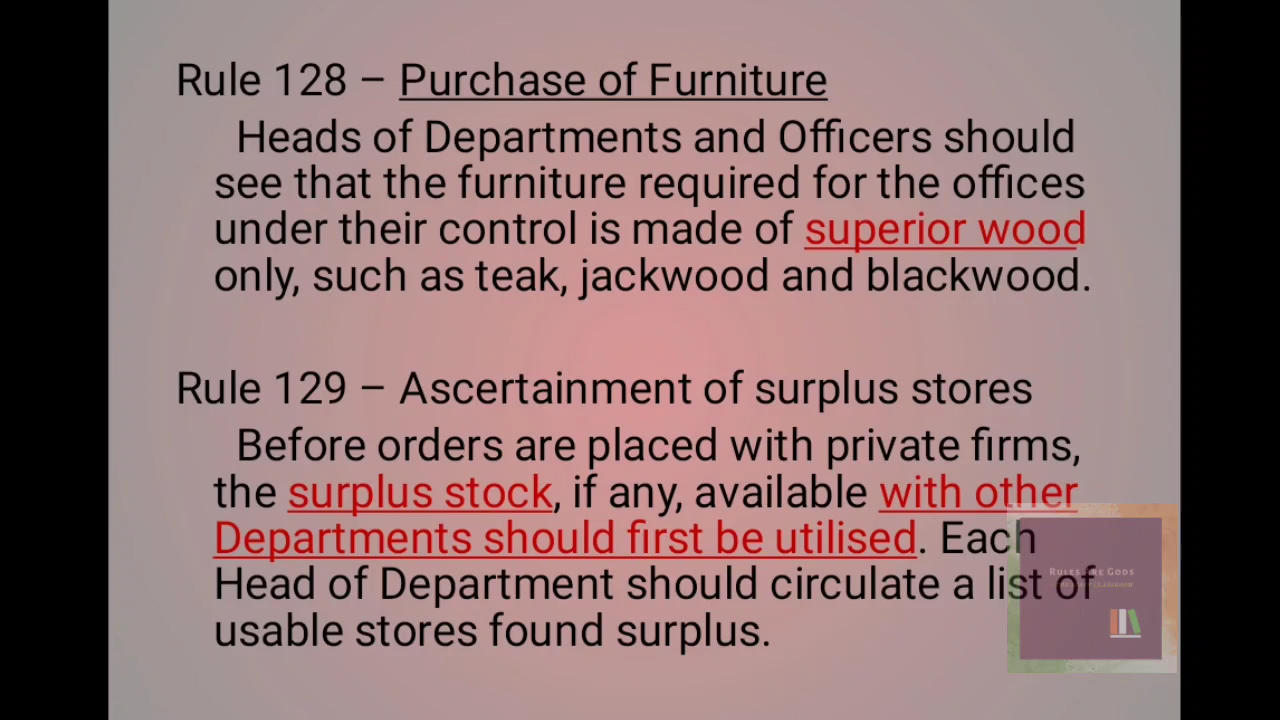 Rule 128 – Purchase of Furniture
Heads of Departments and Officers should
see that the furniture required for the offices
under their control is made of superior wood
only, such as teak, jackwood and blackwood.
Rule 129 – Ascertainment of surplus stores
Before orders are placed with private firms,
the surplus stock, if any, available with other
Departments should first be utilised. Each
Head of Department should circulate a list of
usable stores found surplus.
RULES ARE GODS